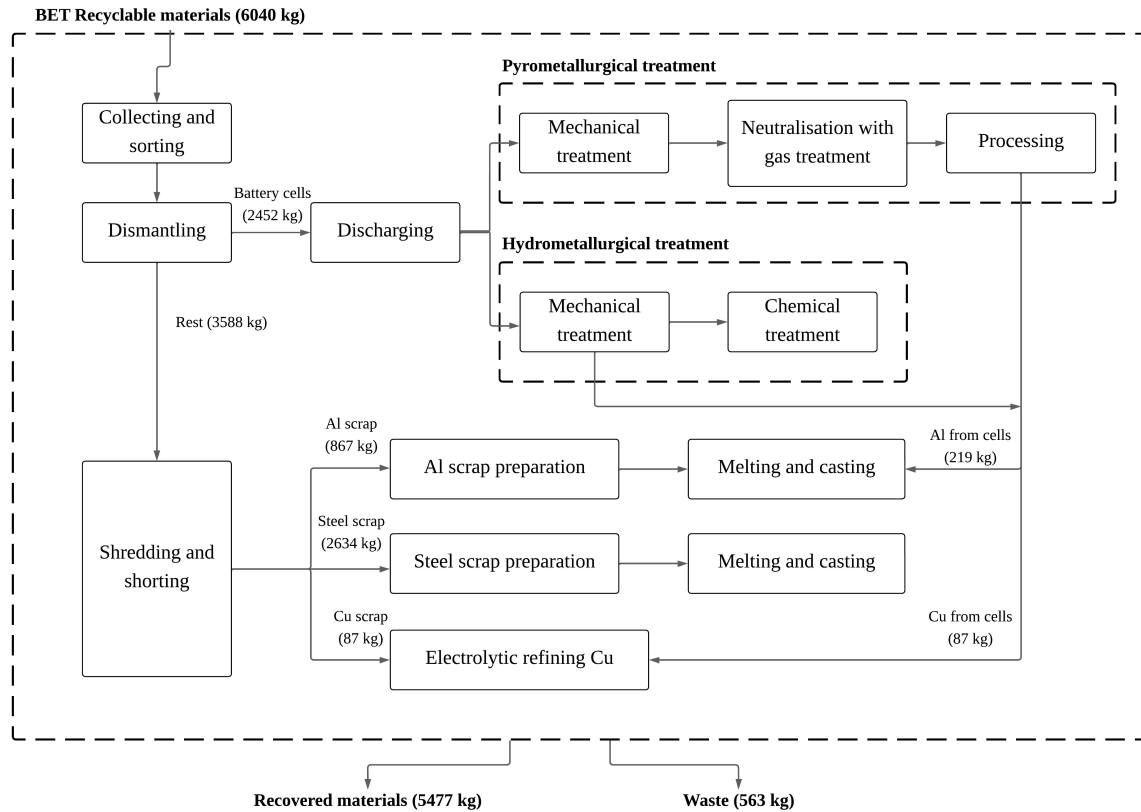 BET Recyclable materials (6040 kg)
Pyrometallurgical treatment
Collecting and
sorting
Mechanical
treatment
Neutralisation with
gas treatment
Processing
Battery cells
(2452 kg)
Dismantling
Discharging
Hydrometallurgical treatment
Mechanical
treatment
Chemical
treatment
Rest (3588 kg)
Al scrap
(867 kg)
Al scrap preparation
Melting and casting
Al from cells
(219 kg)
Shredding and
shorting
Steel scrap
(2634 kg)
Steel scrap preparation
Melting and casting
Cu scrap
(87 kg)
Electrolytic refining Cu
Cu from cells
(87 kg)
Recovered materials (5477 kg)
Waste (563 kg)